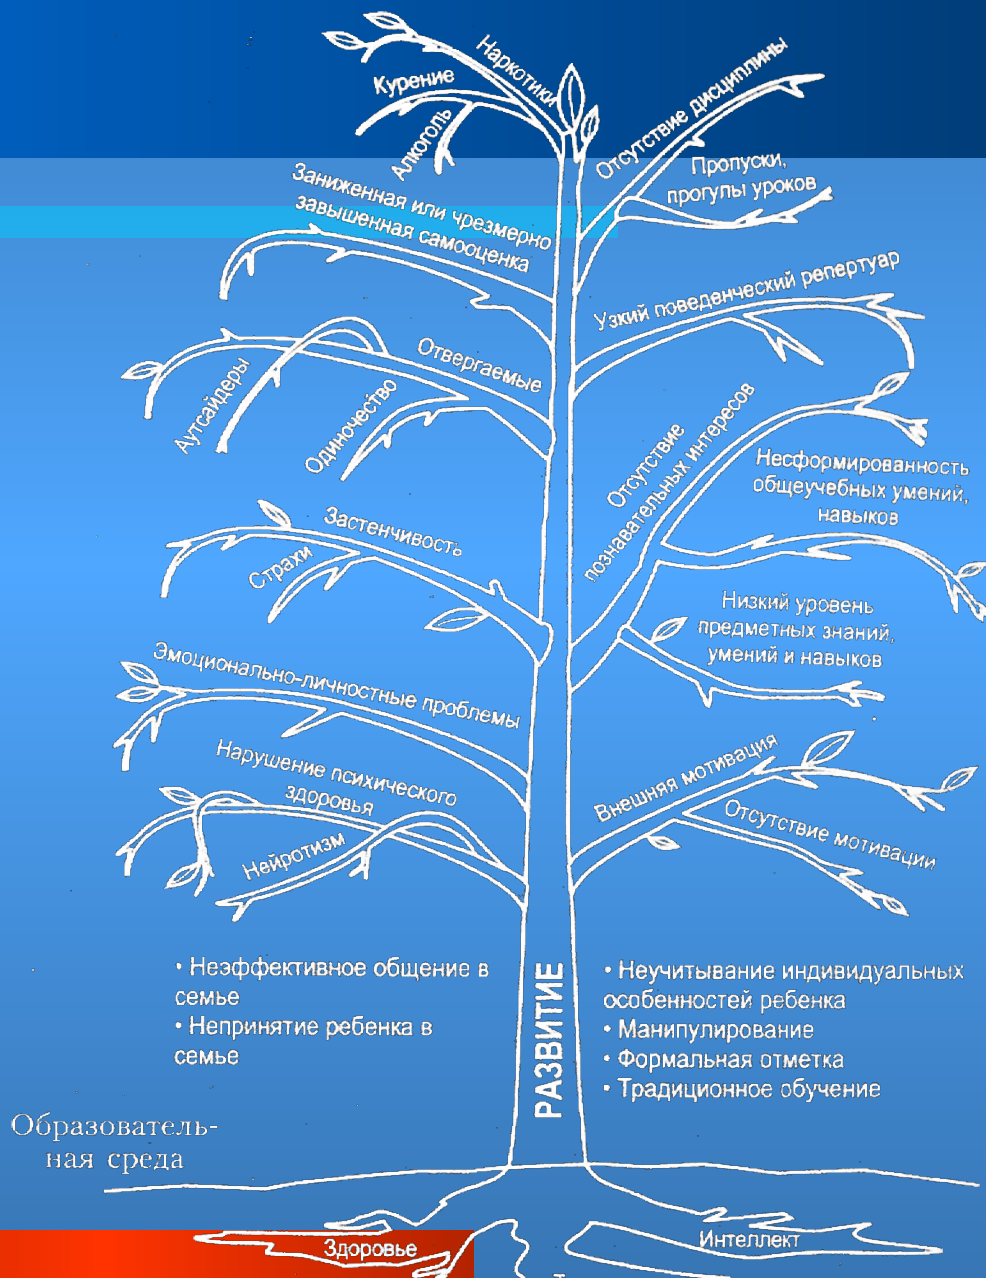 Наркотики
Курение
Алкоголь
Отсутствие дисциплины
Пропуски,
прогулы уроков
Заниженная или чрезмерно
завышенная самооценка
Узкий поведенческий репертуар
Отвергаемые
Аутсайдеры
Одиночество
Отсутствие
познавательных интересов
Несформированность
общеучебных умений,
навыков
Застенчивость
Страхи
Низкий уровень
предметных знаний,
умений и навыков
Эмоционально-личностные проблемы
Нарушение психического
здоровья
Нейротизм
Внешняя мотивация
Отсутствие мотивации
• Неэффективное общение в
семье
• Непринятие ребенка в
семье
РАЗВИТИЕ
• Неучитывание индивидуальных
особенностей ребенка
• Манипулирование
• Формальная отметка
• Традиционное обучение
Образователь-
ная среда
Здоровье
Интеллект